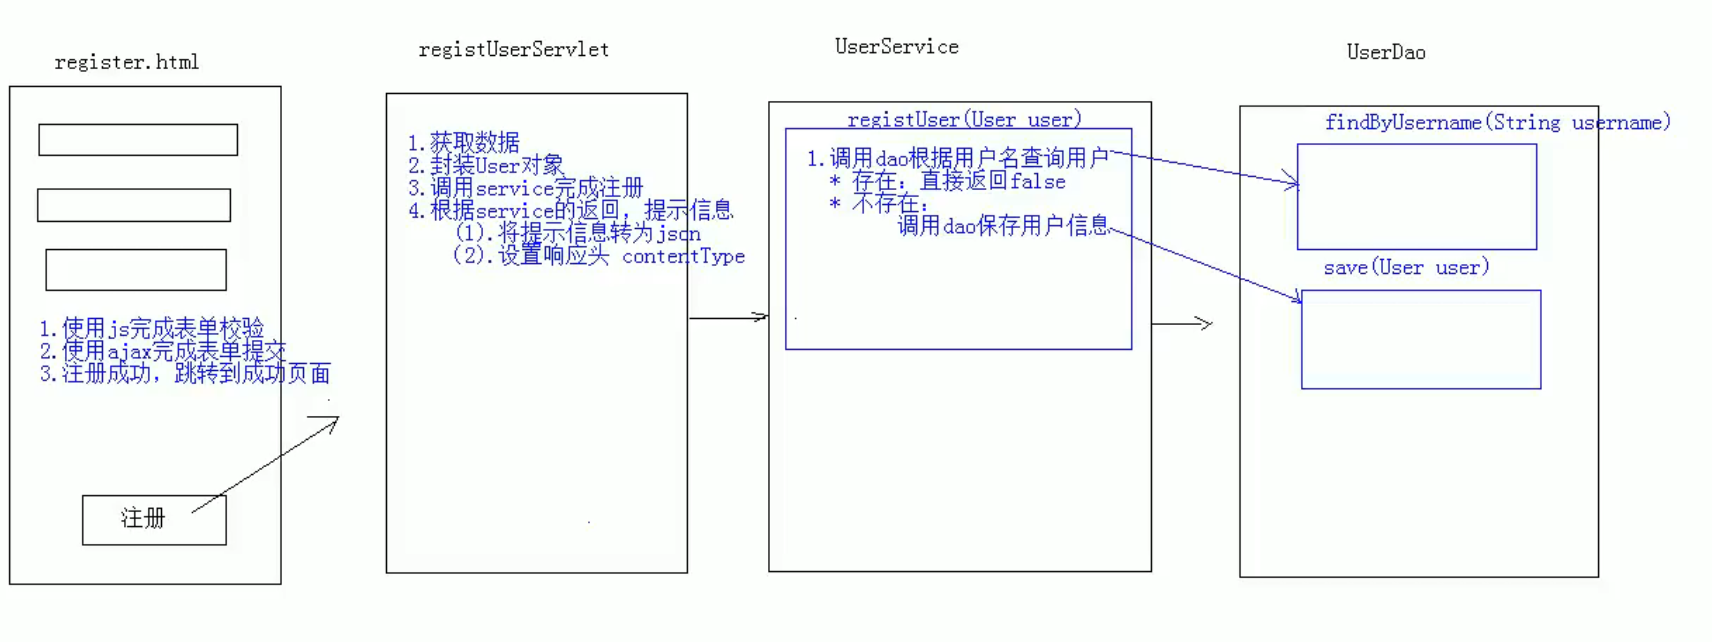 register.html
1.使用js完成表单校验
2.使用ajax完成表单提交
3.注册成功，跳转到成功页面
注册
registUserServlet
1.获取数据
2.封装User对象
3.调用service完成注册
4.根据service的返回，提示信息
(1).将提示信息转为json
(2).设置响应头 contentType
UserService
registUser(User user)
1.调用dao根据用户名查询用户
* 存在：直接返回false
* 不存在：
调用dao保存用户信息
UserDao
findByUsername(String username)
save(User user)